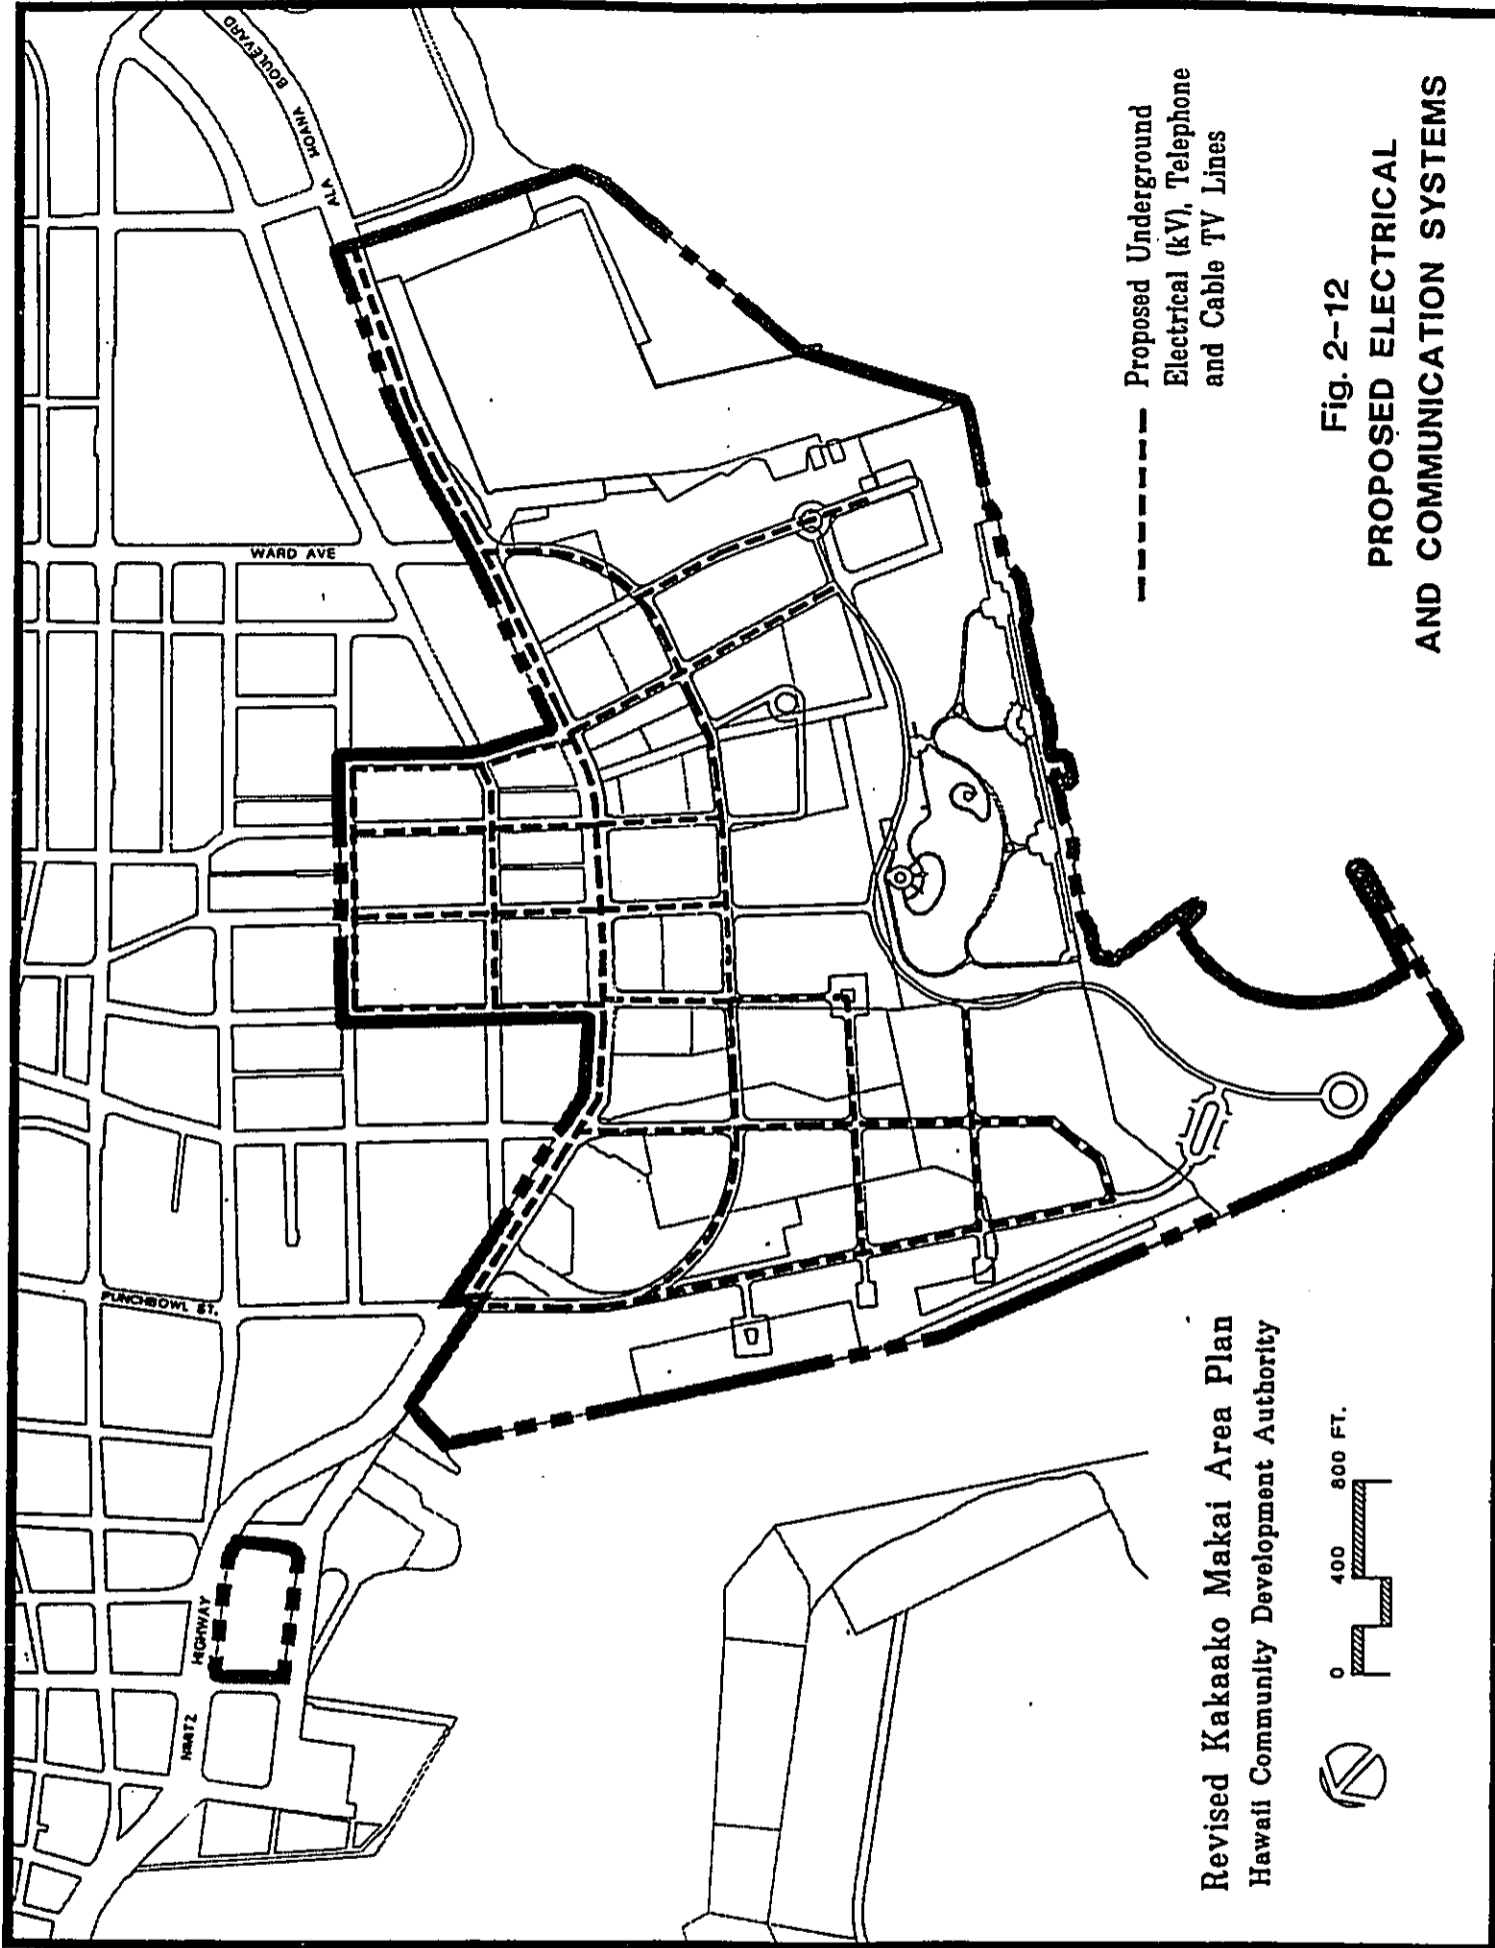 ALA MOANA BOULEVARD
WARD AVE
PUNCHBOWL ST.
NIMITZ HIGHWAY
Proposed Underground
Electrical (kV), Telephone
and Cable TV Lines
Fig. 2-12
PROPOSED ELECTRICAL
AND COMMUNICATION SYSTEMS
Revised Kakaako Makai Area Plan
Hawaii Community Development Authority
0 400 800 FT.